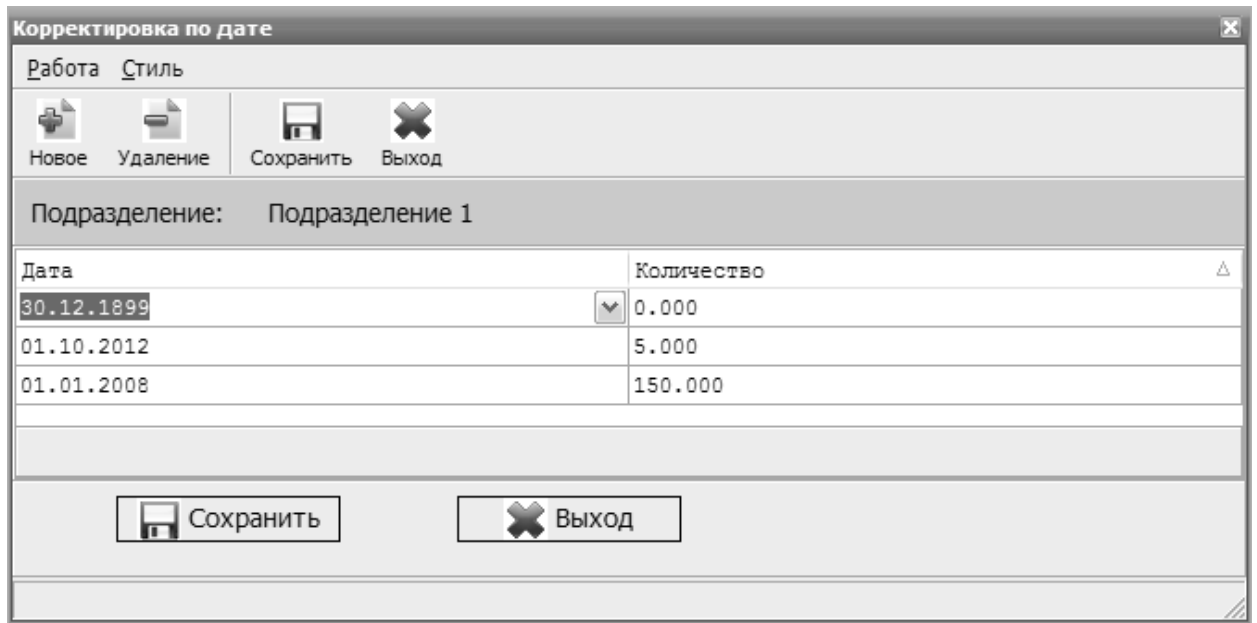 Корректировка по дате
Работа Стиль
Новое Удаление Сохранить Выход
Подразделение: Подразделение 1
Дата Количество
30.12.1899 0.000
01.10.2012 5.000
01.01.2008 150.000
Сохранить Выход